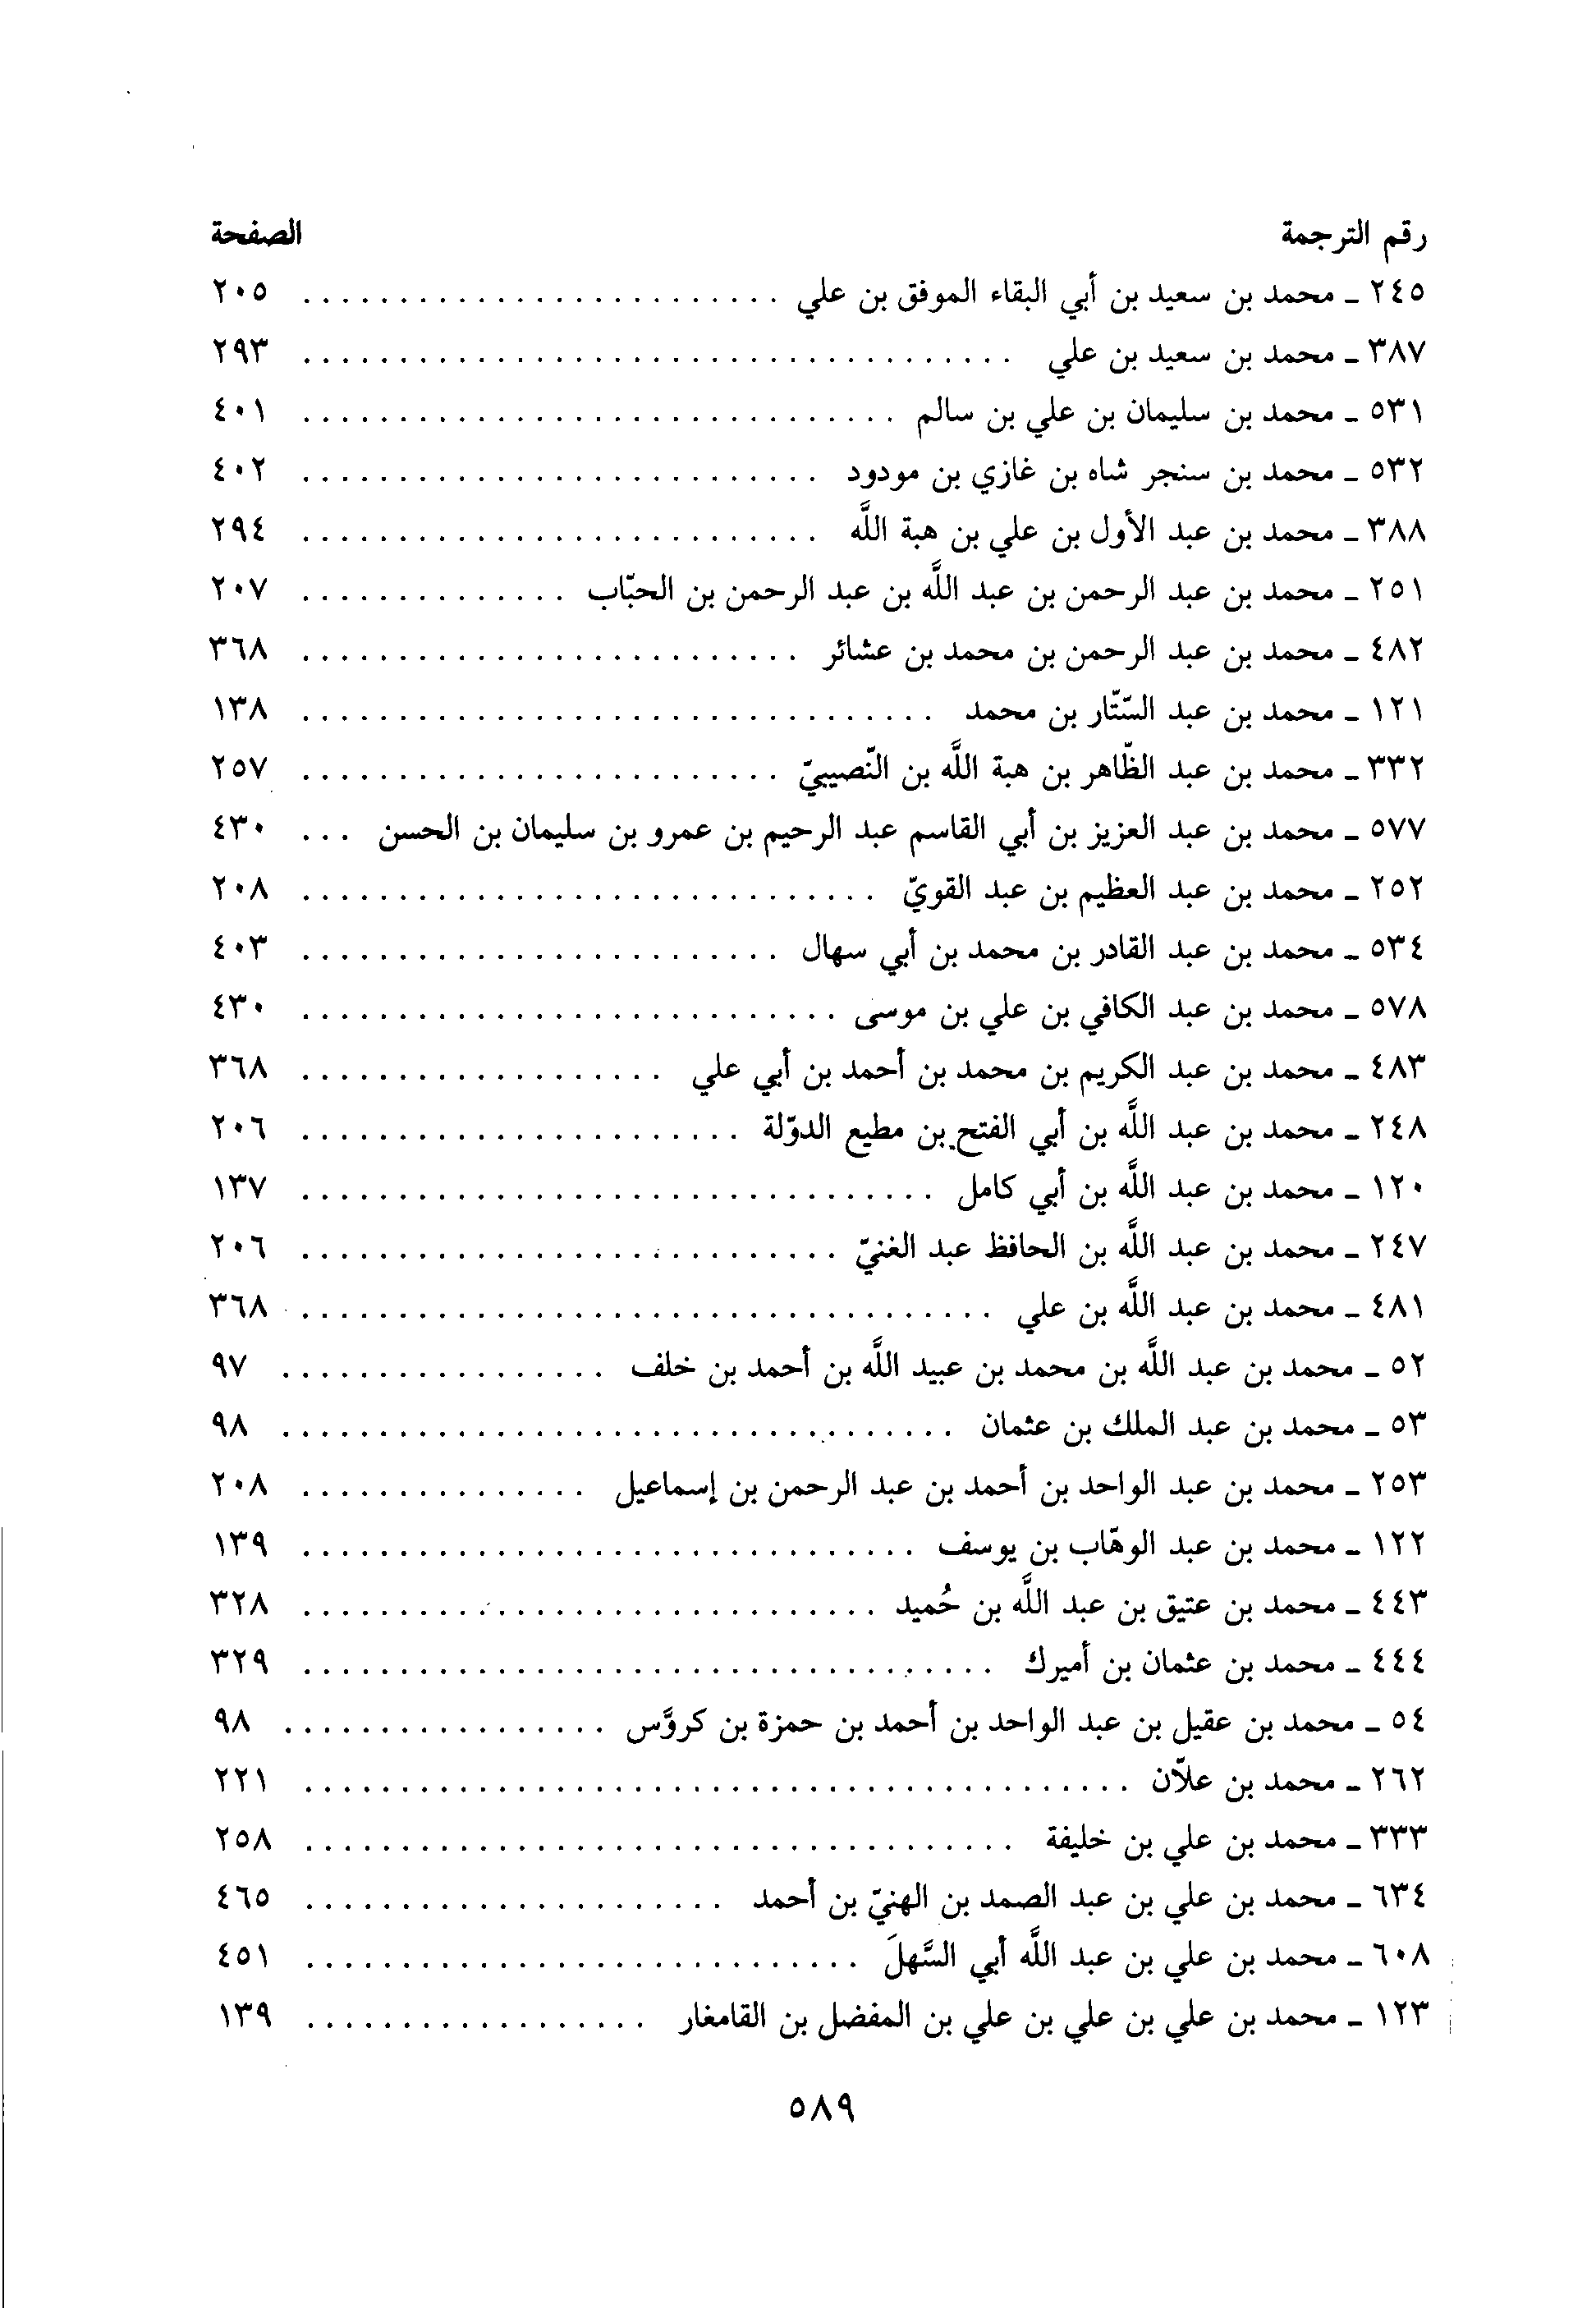 رقم الترجمة الصفحة
٢٤٥ ـ محمد بن سعيد بن أبي البقاء الموفق بن علي . . . . . . . . . . . . . . . . . . . . . . . . . ٢٠٥
٣٨٧ ـ محمد بن سعيد بن علي . . . . . . . . . . . . . . . . . . . . . . . . . . . . . . . . . . . . . ٢٩٣
٥٣١ ـ محمد بن سليمان بن علي بن سالم . . . . . . . . . . . . . . . . . . . . . . . . . . . . . . . ٤٠١
٥٣٢ ـ محمد بن سنجر شاه بن غازي بن مودود . . . . . . . . . . . . . . . . . . . . . . . . . . . ٤٠٢
٣٨٨ ـ محمد بن عبد الأول بن علي بن هبة اللَّه . . . . . . . . . . . . . . . . . . . . . . . . . . . ٢٩٤
٢٥١ ـ محمد بن عبد الرحمن بن عبد اللَّه بن عبد الرحمن بن الحبّاب . . . . . . . . . . . . . . ٢٠٧
٤٨٢ ـ محمد بن عبد الرحمن بن محمد بن عشائر . . . . . . . . . . . . . . . . . . . . . . . . . . ٣٦٨
١٢١ ـ محمد بن عبد السّتّار بن محمد . . . . . . . . . . . . . . . . . . . . . . . . . . . . . . . . . ١٣٨
٣٣٢ ـ محمد بن عبد الظّاهر بن هبة اللَّه بن النّصيبيّ . . . . . . . . . . . . . . . . . . . . . . . . . ٢٥٧
٥٧٧ ـ محمد بن عبد العزيز بن أبي القاسم عبد الرحيم بن عمرو بن سليمان بن الحسن . . . ٤٣٠
٢٥٢ ـ محمد بن عبد العظيم بن عبد القويّ . . . . . . . . . . . . . . . . . . . . . . . . . . . . . . ٢٠٨
٥٣٤ ـ محمد بن عبد القادر بن محمد بن أبي سهال . . . . . . . . . . . . . . . . . . . . . . . . . ٤٠٣
٥٧٨ ـ محمد بن عبد الكافي بن علي بن موسى . . . . . . . . . . . . . . . . . . . . . . . . . . . . ٤٣٠
٤٨٣ ـ محمد بن عبد الكريم بن محمد بن أحمد بن أبي علي . . . . . . . . . . . . . . . . . . . ٣٦٨
٢٤٨ ـ محمد بن عبد اللَّه بن أبي الفتح بن مطيع الدوّلة . . . . . . . . . . . . . . . . . . . . . . . ٢٠٦
١٢٠ ـ محمد بن عبد اللَّه بن أبي كامل . . . . . . . . . . . . . . . . . . . . . . . . . . . . . . . . . ١٣٧
٢٤٧ ـ محمد بن عبد اللَّه بن الحافظ عبد الغنيّ . . . . . . . . . . . . . . . . . . . . . . . . . . . . ٢٠٦
٤٨١ ـ محمد بن عبد اللَّه بن علي . . . . . . . . . . . . . . . . . . . . . . . . . . . . . . . . . . . . ٣٦٨
٥٢ ـ محمد بن عبد اللَّه بن محمد بن عبيد اللَّه بن أحمد بن خلف . . . . . . . . . . . . . . . . . ٩٧
٥٣ ـ محمد بن عبد الملك بن عثمان . . . . . . . . . . . . . . . . . . . . . . . . . . . . . . . . . . . ٩٨
٢٥٣ ـ محمد بن عبد الواحد بن أحمد بن عبد الرحمن بن إسماعيل . . . . . . . . . . . . . . . ٢٠٨
١٢٢ ـ محمد بن عبد الوهّاب بن يوسف . . . . . . . . . . . . . . . . . . . . . . . . . . . . . . . . ١٣٩
٤٤٣ ـ محمد بن عتيق بن عبد اللَّه بن حُميد . . . . . . . . . . . . . . . . . . . . . . . . . . . . . . ٣٢٨
٤٤٤ ـ محمد بن عثمان بن أميرك . . . . . . . . . . . . . . . . . . . . . . . . . . . . . . . . . . . . ٣٢٩
٥٤ ـ محمد بن عقيل بن عبد الواحد بن أحمد بن حمزة بن كروَّس . . . . . . . . . . . . . . . . . ٩٨
٢٦٢ ـ محمد بن علاّن . . . . . . . . . . . . . . . . . . . . . . . . . . . . . . . . . . . . . . . . . . . ٢٢١
٣٣٣ ـ محمد بن علي بن خليفة . . . . . . . . . . . . . . . . . . . . . . . . . . . . . . . . . . . . . ٢٥٨
٦٣٤ ـ محمد بن علي بن عبد الصمد بن الهنيّ بن أحمد . . . . . . . . . . . . . . . . . . . . . . ٤٦٥
٦٠٨ ـ محمد بن علي بن عبد اللَّه أبي السَّهلَ . . . . . . . . . . . . . . . . . . . . . . . . . . . . . ٤٥١
١٢٣ ـ محمد بن علي بن علي بن علي بن المفضل بن القامغار . . . . . . . . . . . . . . . . . . ١٣٩
٥٨٩